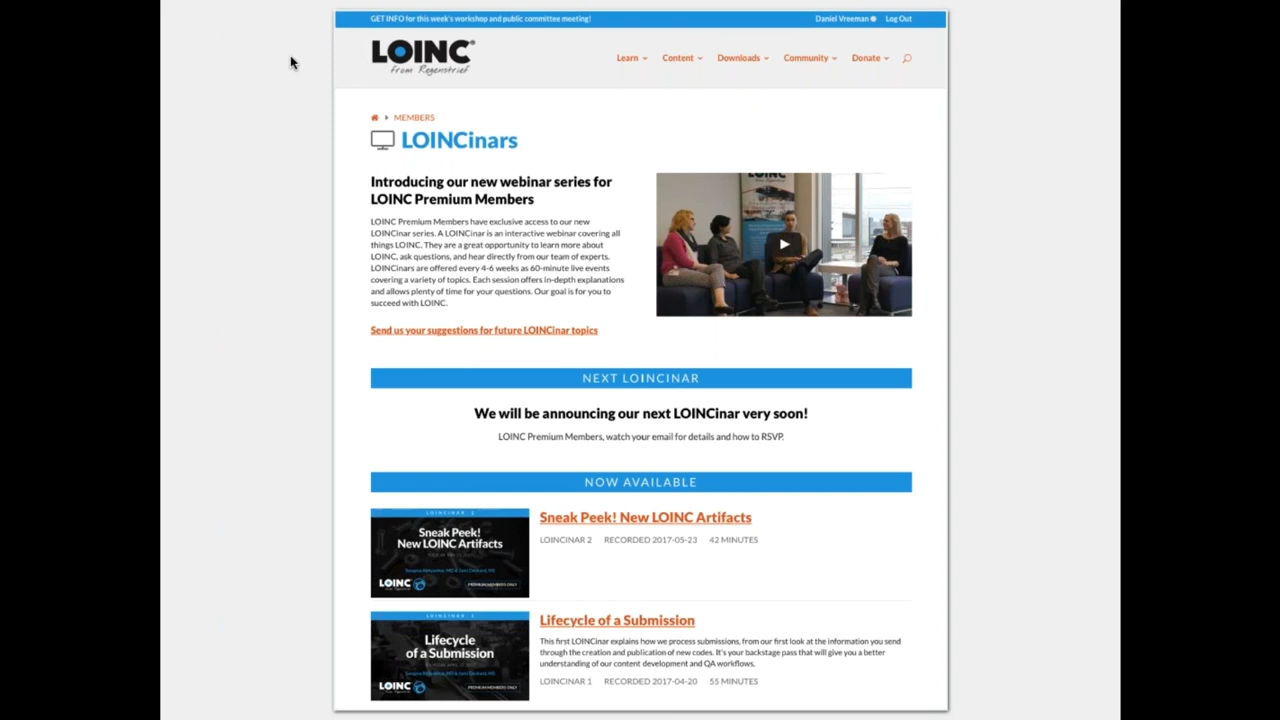 GET INFO for this week's workshop and public committee meeting!
Daniel Vreeman
Log Out
LOINC®
from Regenstrief
Learn
Content
Downloads
Community
Donate
MEMBERS
LOINCinars
Introducing our new webinar series for
LOINC Premium Members
LOINC Premium Members have exclusive access to our new
LOINCinar series. A LOINCinar is an interactive webinar covering all
things LOINC. They are a great opportunity to learn more about
LOINC, ask questions, and hear directly from our team of experts.
LOINCinars are offered every 4-6 weeks as 60-minute live events
covering a variety of topics. Each session offers in-depth explanations
and allows plenty of time for your questions. Our goal is for you to
succeed with LOINC.
Send us your suggestions for future LOINCinar topics
LOINC
NEXT LOINCINAR
We will be announcing our next LOINCinar very soon!
LOINC Premium Members, watch your email for details and how to RSVP.
NOW AVAILABLE
LOINCINAR 2
Sneak Peek!
New LOINC Artifacts
LOINC
PREMIUM MEMBERS ONLY
Sneak Peek! New LOINC Artifacts
LOINCINAR 2 RECORDED 2017-05-23 42 MINUTES
LOINCINAR 1
Lifecycle
of a Submission
LOINC
PREMIUM MEMBERS ONLY
Lifecycle of a Submission
This first LOINCinar explains how we process submissions, from our first look at the information you send
through the creation and publication of new codes. It's your backstage pass that will give you a better
understanding of our content development and QA workflows.
LOINCINAR 1 RECORDED 2017-04-20 55 MINUTES